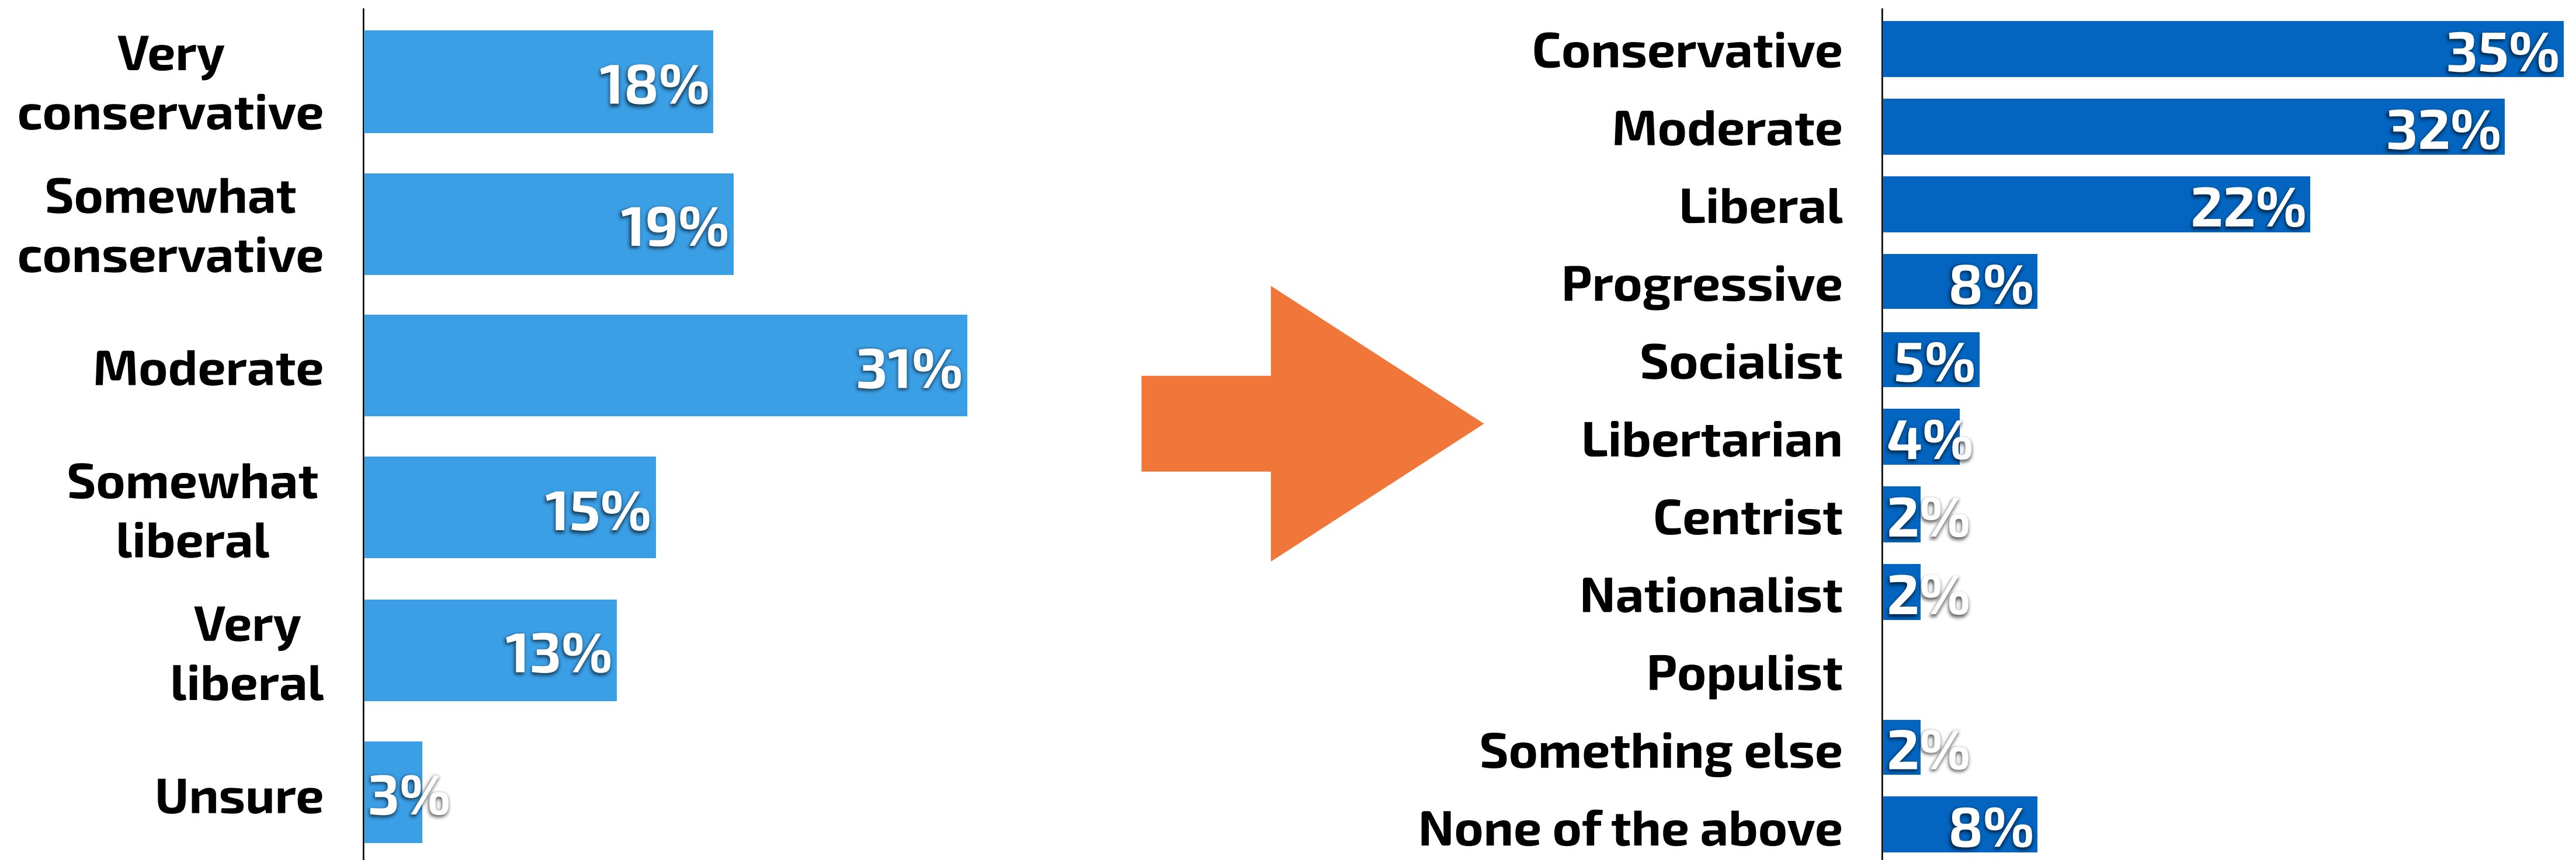 Very
conservative
18%
Somewhat
conservative
19%
Moderate
31%
Somewhat
liberal
15%
Very
liberal
13%
Unsure
3%
Conservative
35%
Moderate
32%
Liberal
22%
Progressive
8%
Socialist
5%
Libertarian
4%
Centrist
2%
Nationalist
2%
Populist
Something else
2%
None of the above
8%